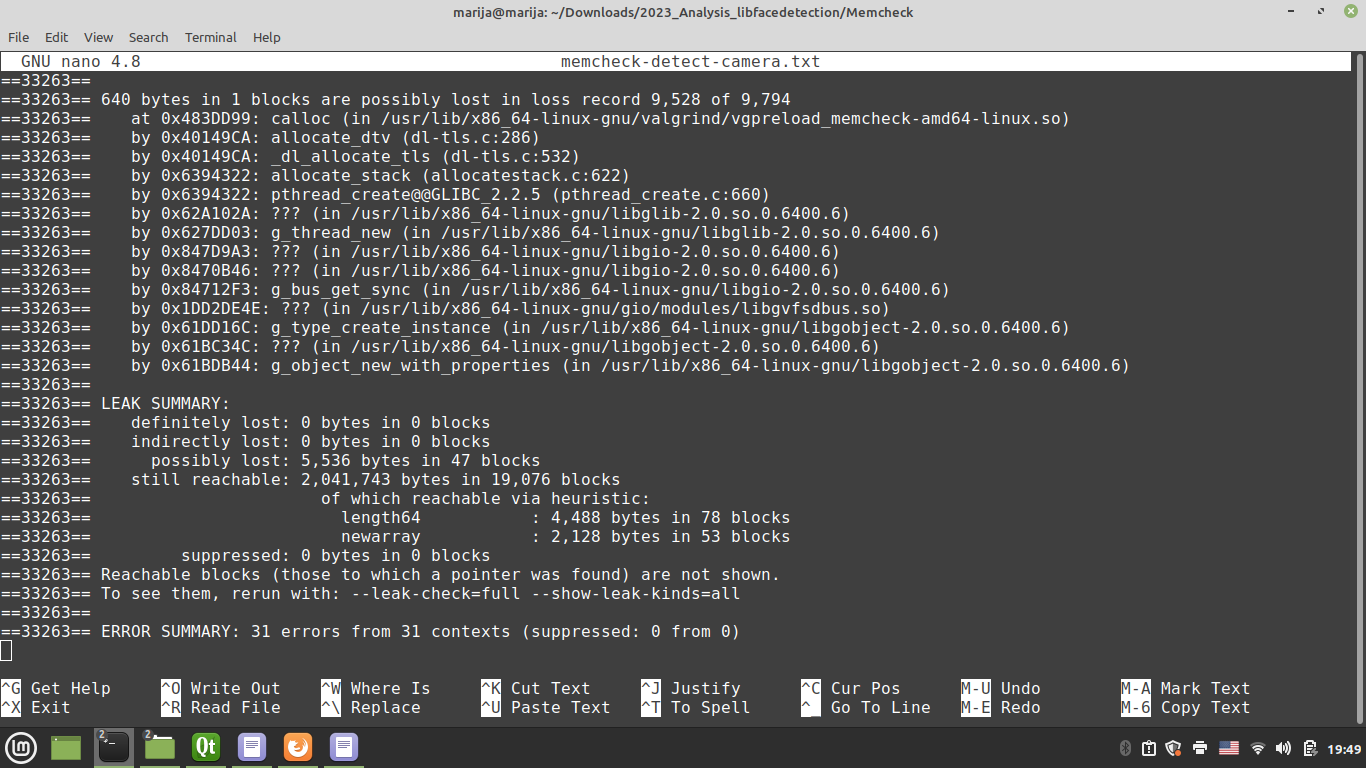 marija@marija: ~/Downloads/2023_Analysis_libfacedetection/Memcheck
File Edit View Search Terminal Help
GNU nano 4.8 memcheck-detect-camera.txt
==33263==
==33263== 640 bytes in 1 blocks are possibly lost in loss record 9,528 of 9,794
==33263==    at 0x483DD99: calloc (in /usr/lib/x86_64-linux-gnu/valgrind/vgpreload_memcheck-amd64-linux.so)
==33263==    by 0x40149CA: allocate_dtv (dl-tls.c:286)
==33263==    by 0x40149CA: _dl_allocate_tls (dl-tls.c:532)
==33263==    by 0x6394322: allocate_stack (allocatestack.c:622)
==33263==    by 0x6394322: pthread_create@@GLIBC_2.2.5 (pthread_create.c:660)
==33263==    by 0x62A102A: ??? (in /usr/lib/x86_64-linux-gnu/libglib-2.0.so.0.6400.6)
==33263==    by 0x627DD03: g_thread_new (in /usr/lib/x86_64-linux-gnu/libglib-2.0.so.0.6400.6)
==33263==    by 0x847D9A3: ??? (in /usr/lib/x86_64-linux-gnu/libgio-2.0.so.0.6400.6)
==33263==    by 0x8470B46: ??? (in /usr/lib/x86_64-linux-gnu/libgio-2.0.so.0.6400.6)
==33263==    by 0x84712F3: g_bus_get_sync (in /usr/lib/x86_64-linux-gnu/libgio-2.0.so.0.6400.6)
==33263==    by 0x1DD2DE4E: ??? (in /usr/lib/x86_64-linux-gnu/gio/modules/libgvfsdbus.so)
==33263==    by 0x61DD16C: g_type_create_instance (in /usr/lib/x86_64-linux-gnu/libgobject-2.0.so.0.6400.6)
==33263==    by 0x61BC34C: ??? (in /usr/lib/x86_64-linux-gnu/libgobject-2.0.so.0.6400.6)
==33263==    by 0x61BDB44: g_object_new_with_properties (in /usr/lib/x86_64-linux-gnu/libgobject-2.0.so.0.6400.6)
==33263==
==33263== LEAK SUMMARY:
==33263==    definitely lost: 0 bytes in 0 blocks
==33263==    indirectly lost: 0 bytes in 0 blocks
==33263==      possibly lost: 5,536 bytes in 47 blocks
==33263==    still reachable: 2,041,743 bytes in 19,076 blocks
==33263==                       of which reachable via heuristic:
==33263==                         length64           : 4,488 bytes in 78 blocks
==33263==                         newarray           : 2,128 bytes in 53 blocks
==33263==         suppressed: 0 bytes in 0 blocks
==33263== Reachable blocks (those to which a pointer was found) are not shown.
==33263== To see them, rerun with: --leak-check=full --show-leak-kinds=all
==33263==
==33263== ERROR SUMMARY: 31 errors from 31 contexts (suppressed: 0 from 0)
^G Get Help ^O Write Out ^W Where Is ^K Cut Text ^J Justify ^C Cur Pos M-U Undo M-A Mark Text
^X Exit ^R Read File ^\ Replace ^U Paste Text ^T To Spell ^_ Go To Line M-E Redo M-6 Copy Text
2 2 Qt 19:49